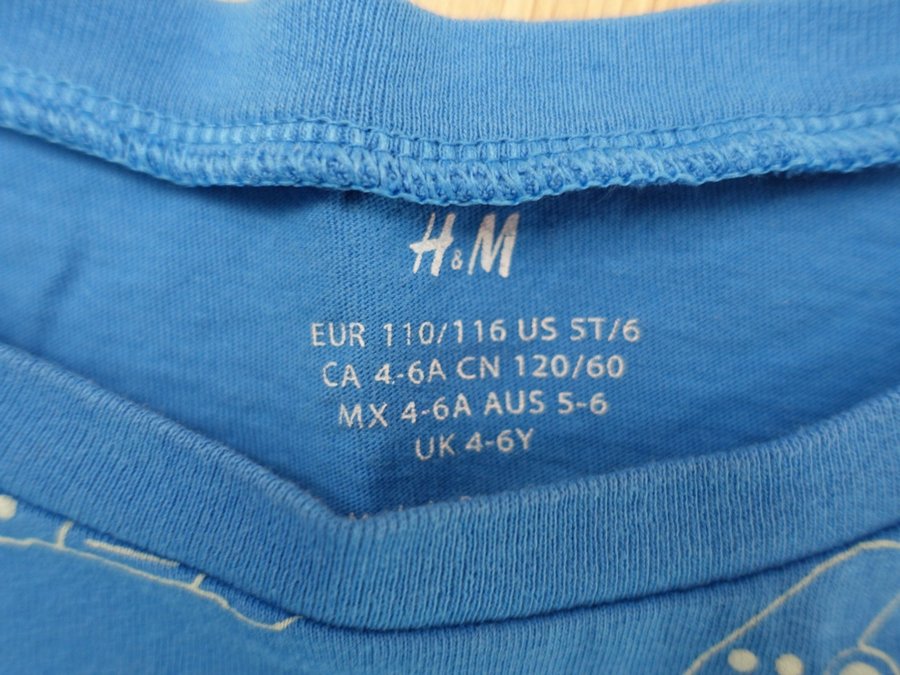 H&M
EUR 110/116 US 5T/6
CA 4-6A CN 120/60
MX 4-6A AUS 5-6
UK 4-6Y